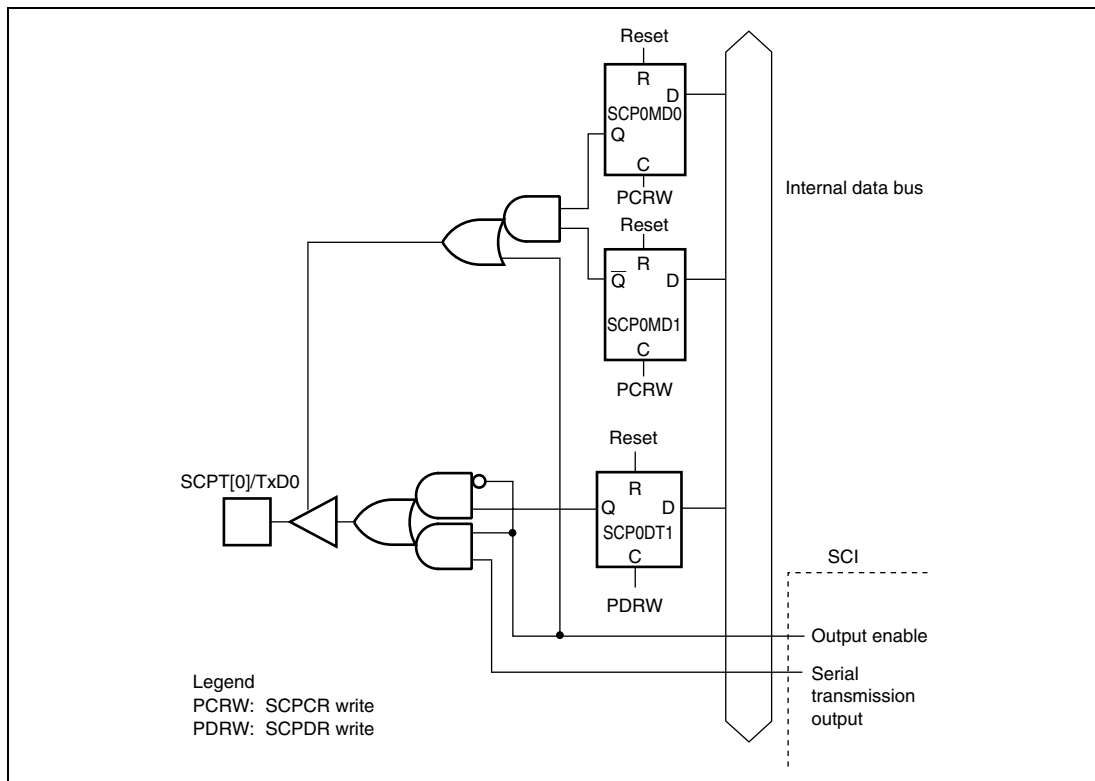 Reset
R
D
SCP0MD0
Q
C
PCRW
Internal data bus
Reset
R
Q
D
SCP0MD1
C
PCRW
Reset
SCPT[0]/TxD0
R
Q
D
SCP0DT1
C
SCI
PDRW
Output enable
Serial
transmission
output
Legend
PCRW: SCPCR write
PDRW: SCPDR write